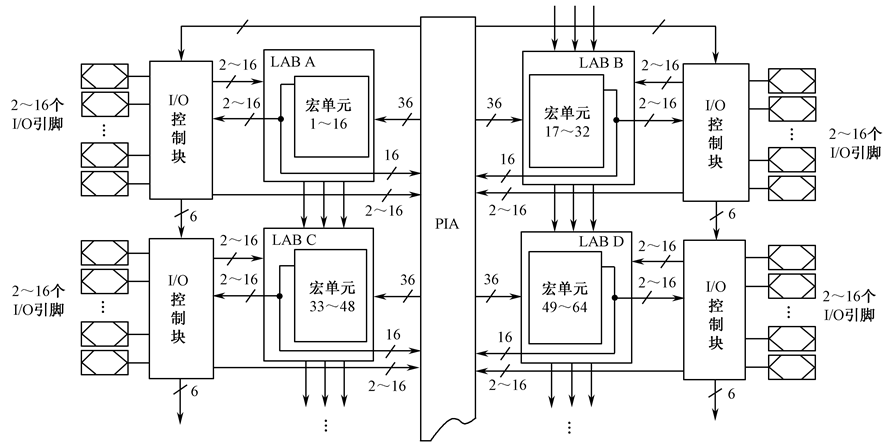 LAB A
LAB B
2～16
2～16
2～16个
I/O引脚
I/O
控
制
块
2～16
宏单元
1～16
36
36
宏单元
17～32
2～16
I/O
控
制
块
2～16个
I/O引脚
16
16
2～16
2～16
6
6
PIA
LAB C
LAB D
2～16
2～16
2～16个
I/O引脚
I/O
控
制
块
2～16
宏单元
33～48
36
36
宏单元
49～64
2～16
I/O
控
制
块
2～16个
I/O引脚
16
16
2～16
2～16
6
6